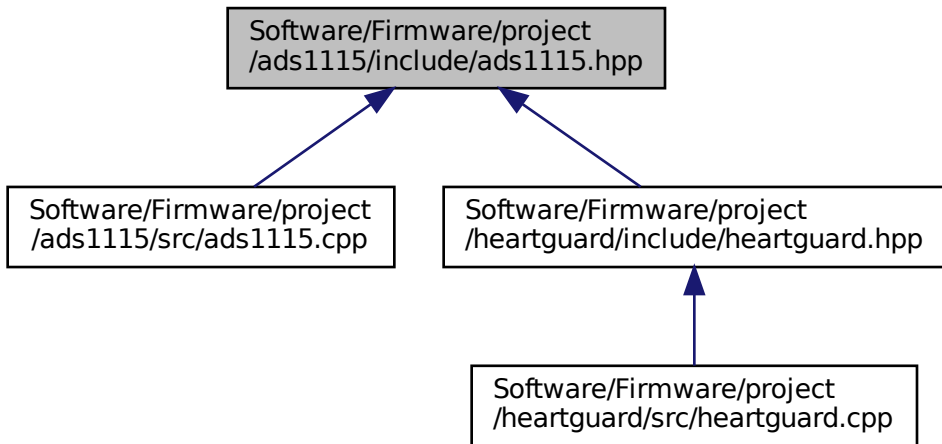 Software/Firmware/project
/ads1115/include/ads1115.hpp
Software/Firmware/project
/ads1115/src/ads1115.cpp
Software/Firmware/project
/heartguard/include/heartguard.hpp
Software/Firmware/project
/heartguard/src/heartguard.cpp